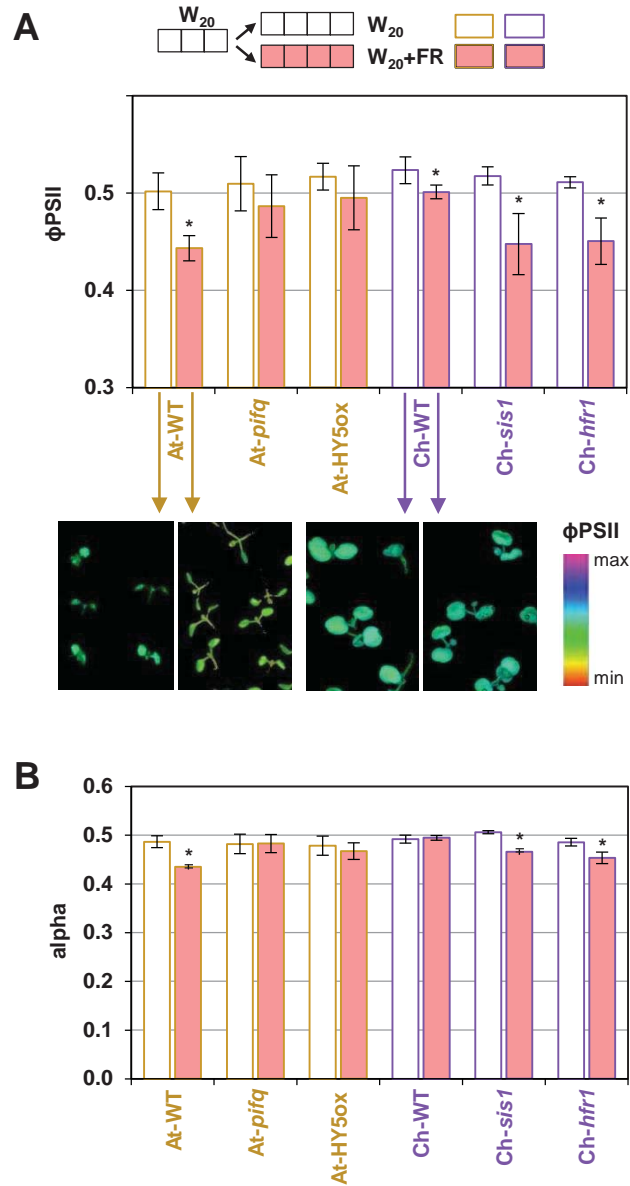 A
W20
W20
W20+FR
0.6
0.5
0.4
0.3
ϕPSII
*
*
*
*
At-WT
At-pifq
At-HY5ox
Ch-WT
Ch-sis1
Ch-hfr1
ϕPSII
max
min
B
0.6
0.5
0.4
0.3
0.2
0.1
0.0
alpha
*
*
*
At-WT
At-pifq
At-HY5ox
Ch-WT
Ch-sis1
Ch-hfr1